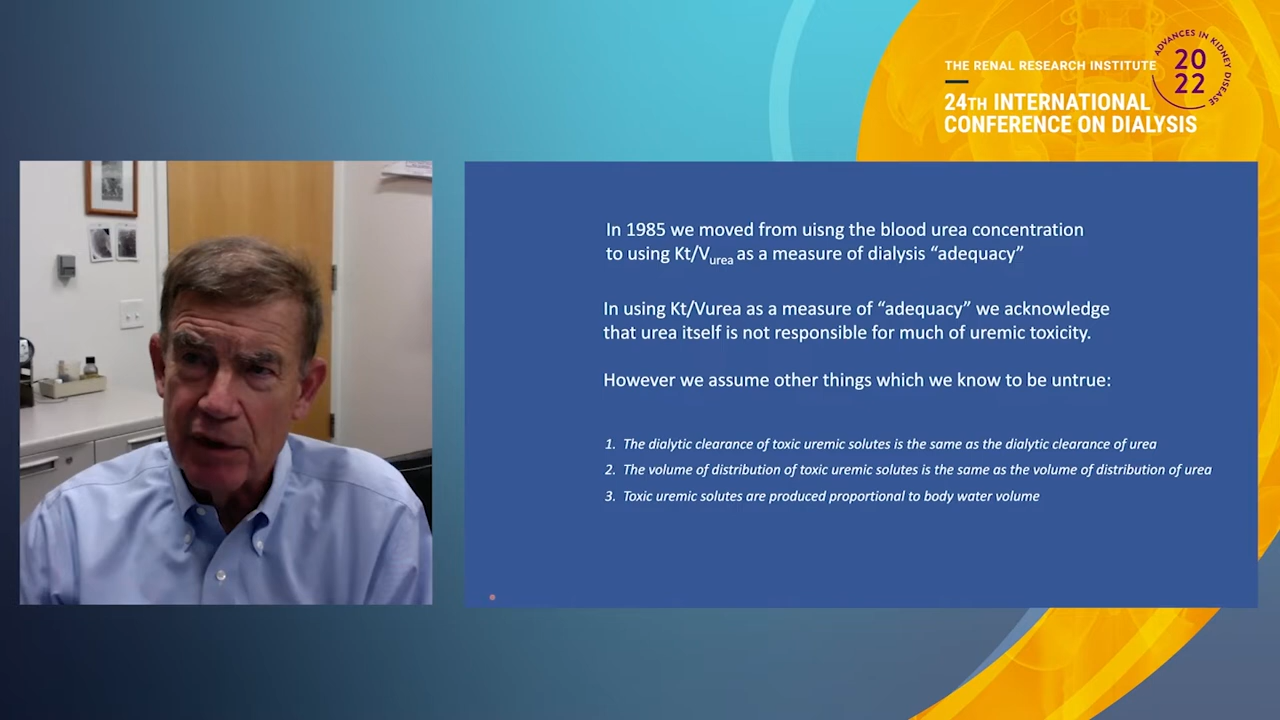 THE RENAL RESEARCH INSTITUTE
24TH INTERNATIONAL
CONFERENCE ON DIALYSIS
ADVANCES IN KIDNEY DISEASE
20
22
In 1985 we moved from uisng the blood urea concentration
to using Kt/Vurea as a measure of dialysis “adequacy”
In using Kt/Vurea as a measure of “adequacy” we acknowledge
that urea itself is not responsible for much of uremic toxicity.
However we assume other things which we know to be untrue:
1. The dialytic clearance of toxic uremic solutes is the same as the dialytic clearance of urea
2. The volume of distribution of toxic uremic solutes is the same as the volume of distribution of urea
3. Toxic uremic solutes are produced proportional to body water volume